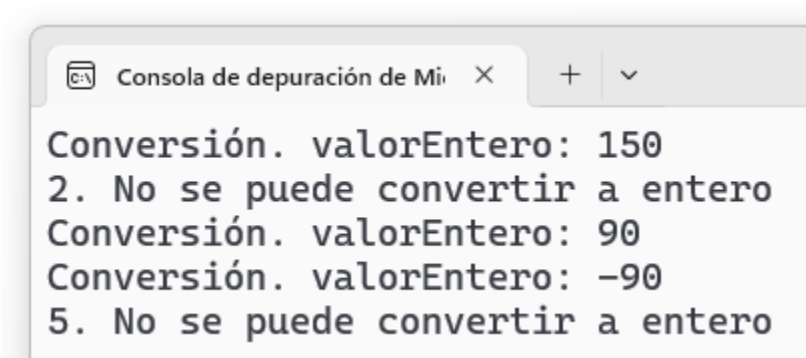 Consola de depuración de Mi
Conversión. valorEntero: 150
2. No se puede convertir a entero
Conversión. valorEntero: 90
Conversión. valorEntero: -90
5. No se puede convertir a entero